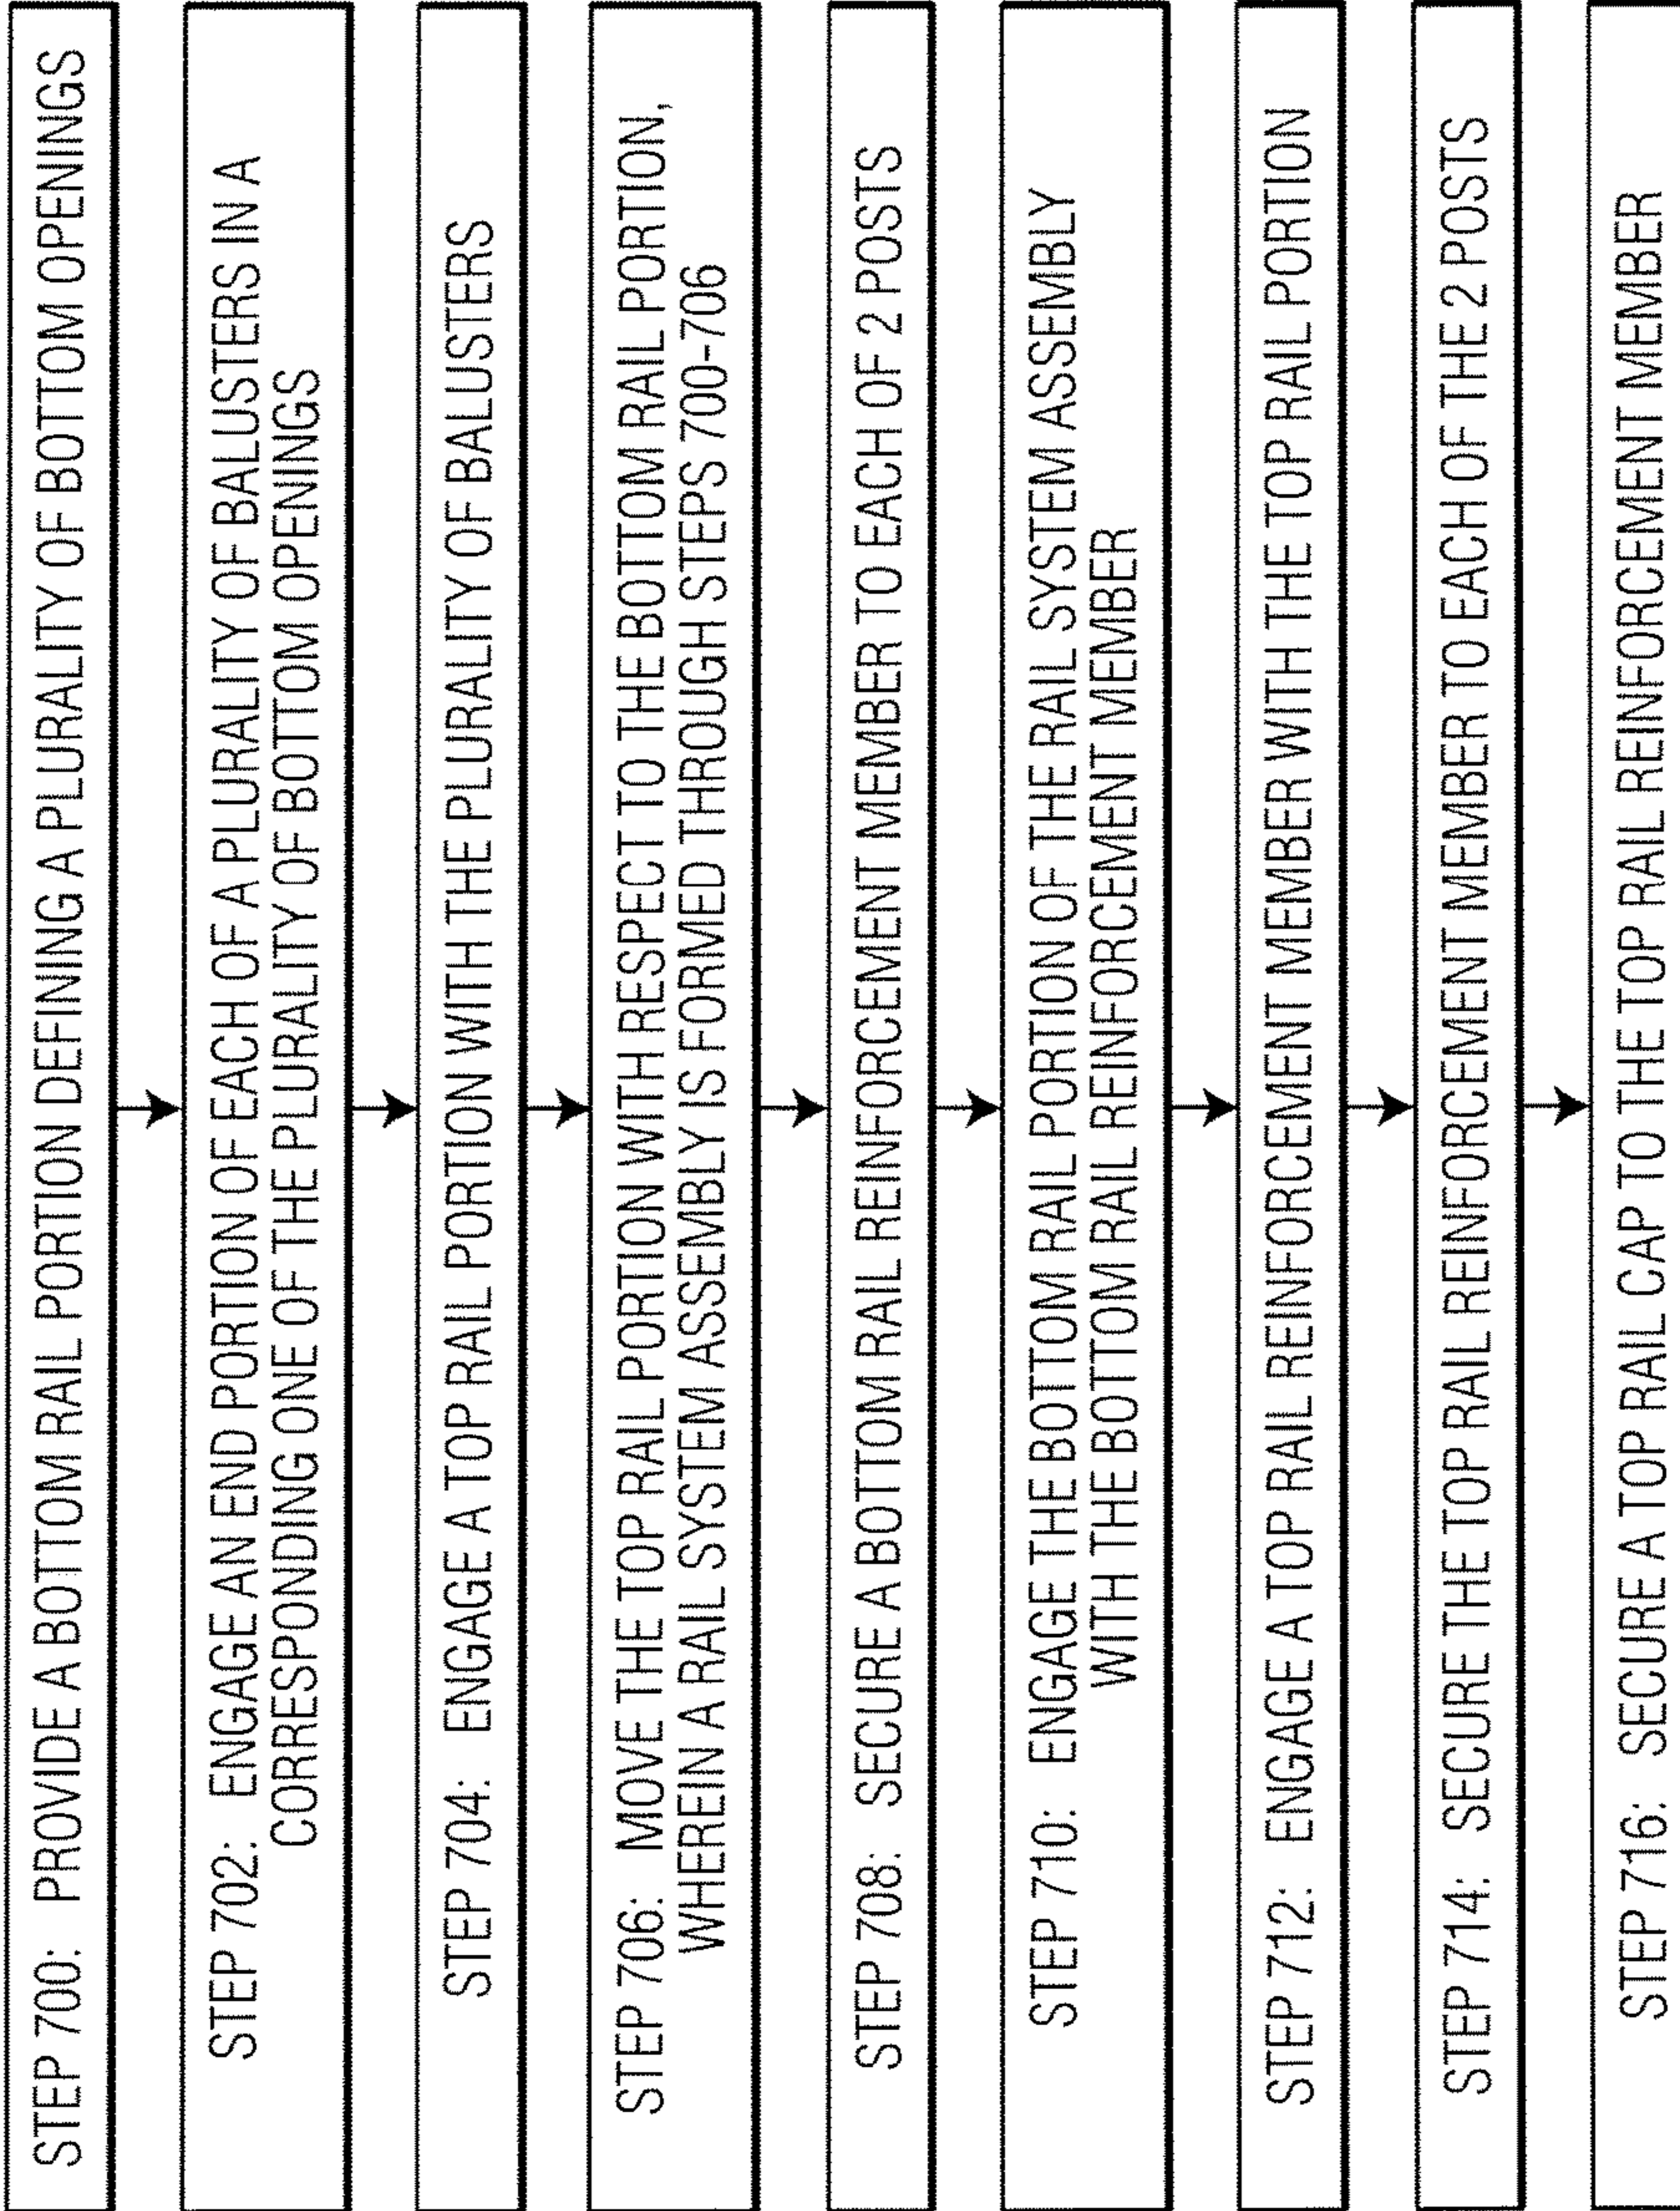 STEP 700: PROVIDE A BOTTOM RAIL PORTION DEFINING A PLURALITY OF BOTTOM OPENINGS
STEP 702: ENGAGE AN END PORTION OF EACH OF A PLURALITY OF BALUSTERS IN A
CORRESPONDING ONE OF THE PLURALITY OF BOTTOM OPENINGS
STEP 704: ENGAGE A TOP RAIL PORTION WITH THE PLURALITY OF BALUSTERS
STEP 706: MOVE THE TOP RAIL PORTION WITH RESPECT TO THE BOTTOM RAIL PORTION,
WHEREIN A RAIL SYSTEM ASSEMBLY IS FORMED THROUGH STEPS 700-706
STEP 708: SECURE A BOTTOM RAIL REINFORCEMENT MEMBER TO EACH OF 2 POSTS
STEP 710: ENGAGE THE BOTTOM RAIL PORTION OF THE RAIL SYSTEM ASSEMBLY
WITH THE BOTTOM RAIL REINFORCEMENT MEMBER
STEP 712: ENGAGE A TOP RAIL REINFORCEMENT MEMBER WITH THE TOP RAIL PORTION
STEP 714: SECURE THE TOP RAIL REINFORCEMENT MEMBER TO EACH OF THE 2 POSTS
STEP 716: SECURE A TOP RAIL CAP TO THE TOP RAIL REINFORCEMENT MEMBER